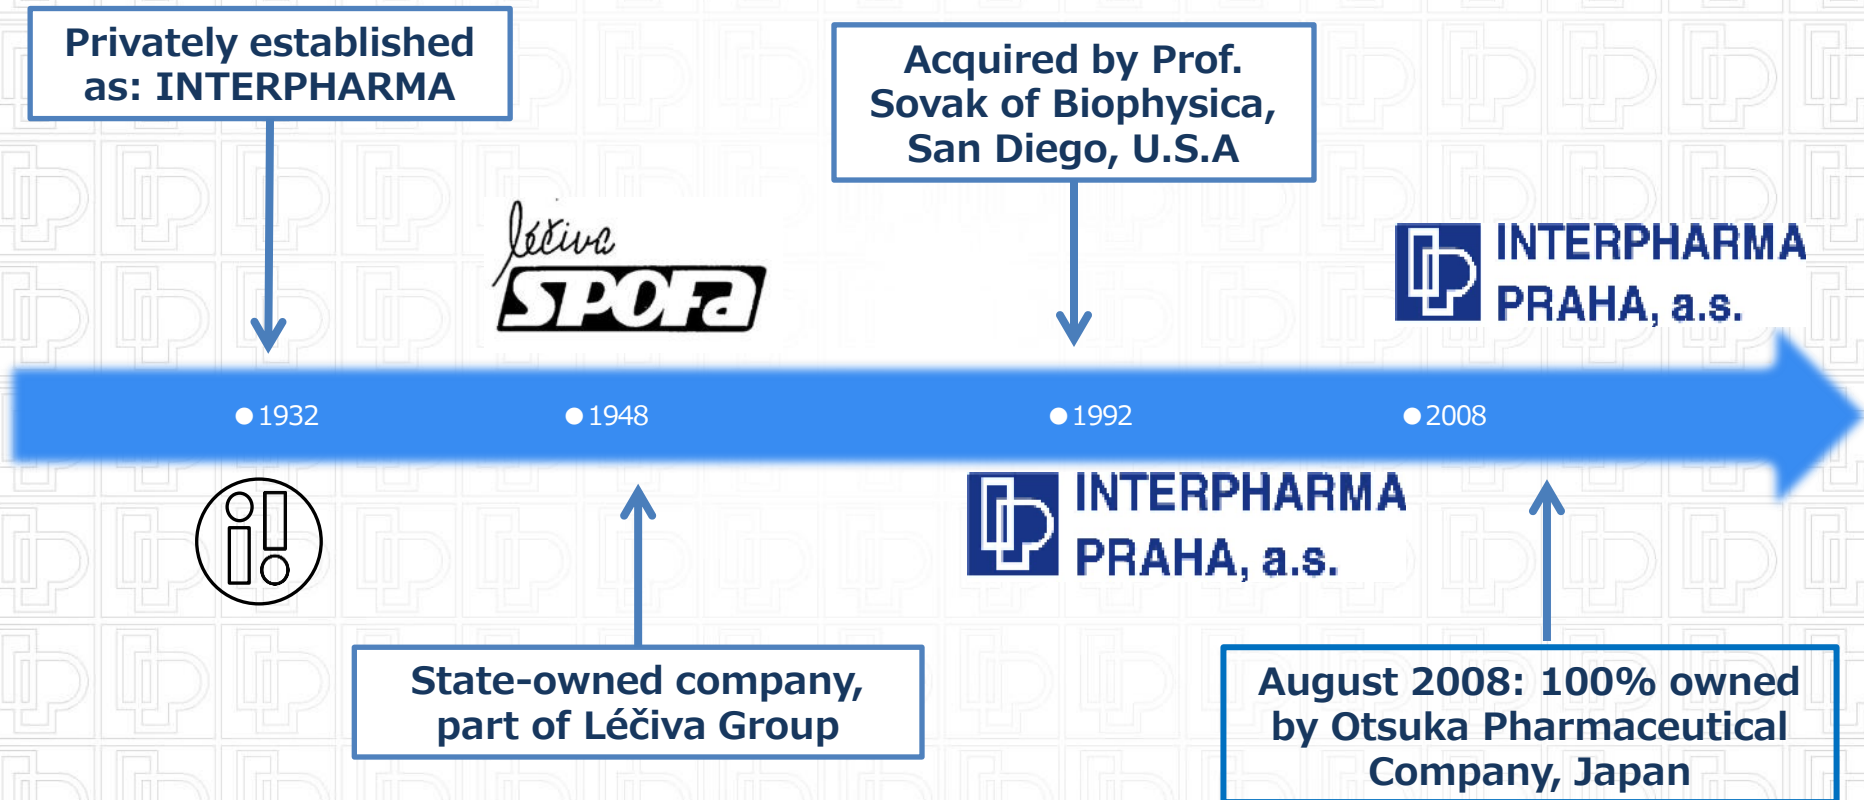 Privately established
as: INTERPHARMA
Acquired by Prof.
Sovak of Biophysica,
San Diego, U.S.A
léčiva
SPOFa
INTERPHARMA
PRAHA, a.s.
1932
1948
1992
2008
INTERPHARMA
PRAHA, a.s.
State-owned company,
part of Léčiva Group
August 2008: 100% owned
by Otsuka Pharmaceutical
Company, Japan